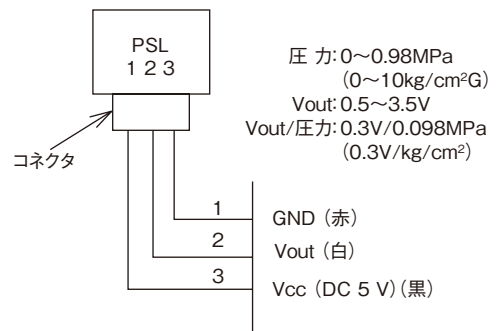 PSL
1 2 3
コネクタ
圧 力:0～0.98MPa
(0～10kg/cm²G)
Vout:0.5～3.5V
Vout/圧力:0.3V/0.098MPa
(0.3V/kg/cm²)
1
GND (赤)
2
Vout (白)
3
Vcc (DC 5 V)(黒)